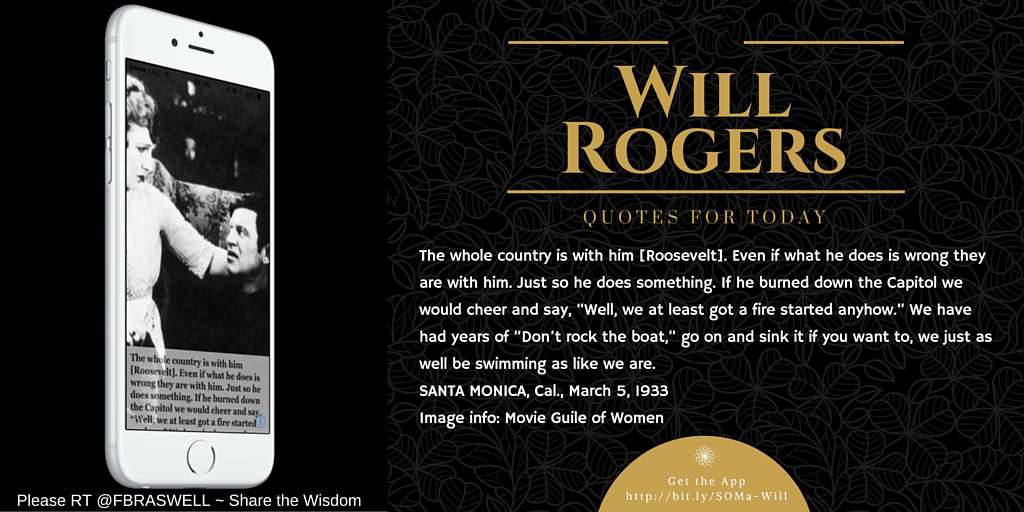 Will
Rogers
QUOTES FOR TODAY
The whole country is with him [Roosevelt]. Even if what he does is wrong they
are with him. Just so he does something. If he burned down the Capitol we
would cheer and say, “Well, we at least got a fire started anyhow.” We have
had years of “Don’t rock the boat,” go on and sink it if you want to, we just as
well be swimming as like we are.
SANTA MONICA, Cal., March 5, 1933
Image info: Movie Guile of Women
Get the App
http://bit.ly/SOMa-Will
The whole country is with him
[Roosevelt]. Even if what he does is
wrong they are with him. Just so he
does something. If he burned down
the Capitol we would cheer and say,
“Well, we at least got a fire started
Please RT @FBRASWELL ~ Share the Wisdom